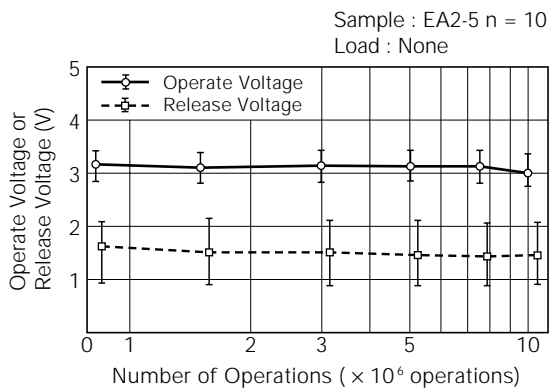 Sample : EA2-5 n = 10
Load : None
5
Operate Voltage
Release Voltage
4
3
2
1
Operate Voltage or
Release Voltage (V)
0 1 2 3 5 10
Number of Operations ( × 10⁶ operations)